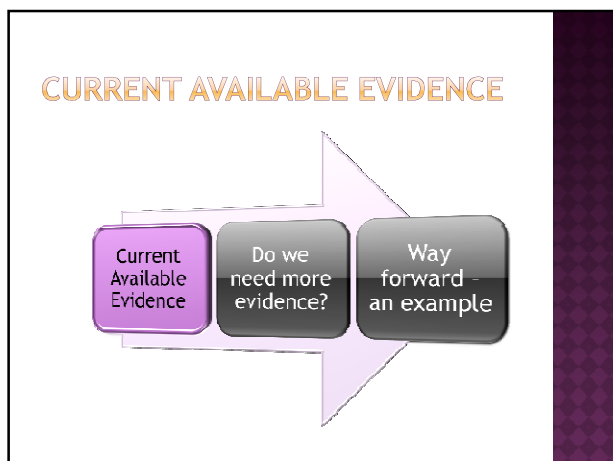 CURRENT AVAILABLE EVIDENCE
Current
Available
Evidence
Do we
need more
evidence?
Way
forward –
an example